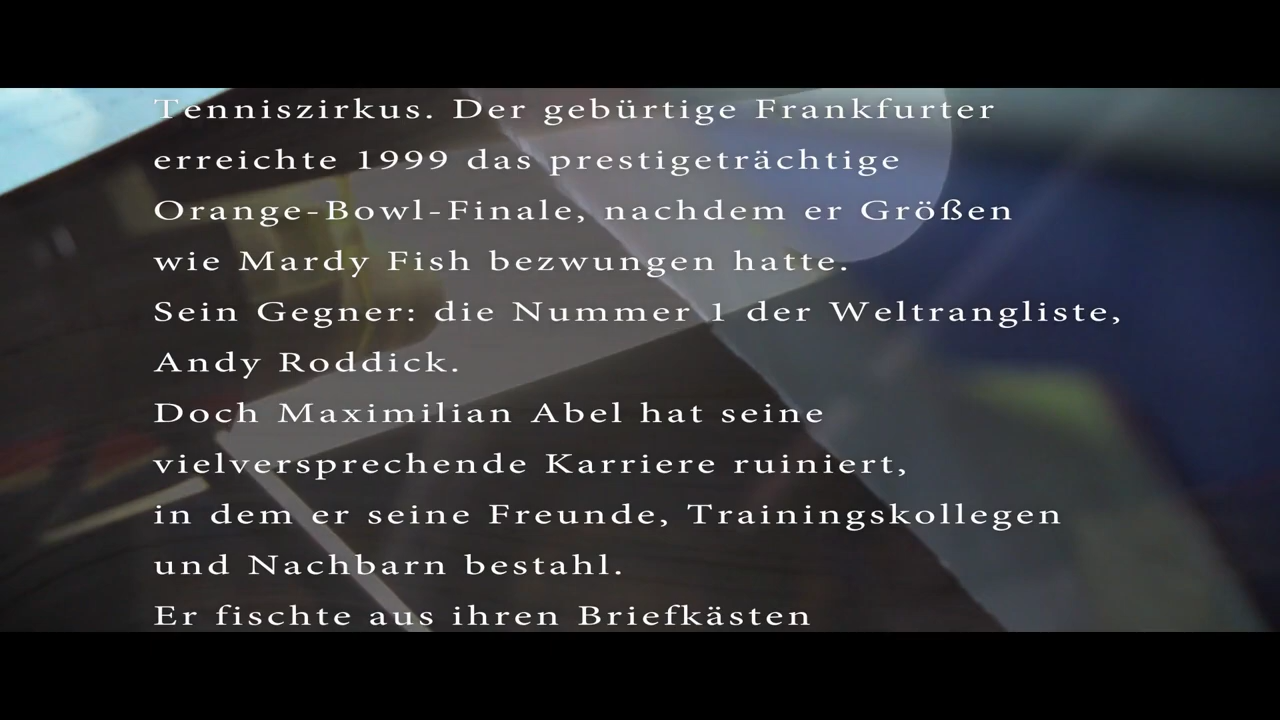 Tenniszirkus. Der gebürtige Frankfurter
erreichte 1999 das prestigeträchtige
Orange-Bowl-Finale, nachdem er Größen
wie Mardy Fish bezwungen hatte.
Sein Gegner: die Nummer 1 der Weltrangliste,
Andy Roddick.
Doch Maximilian Abel hat seine
vielversprechende Karriere ruiniert,
in dem er seine Freunde, Trainingskollegen
und Nachbarn bestahl.
Er fischte aus ihren Briefkästen